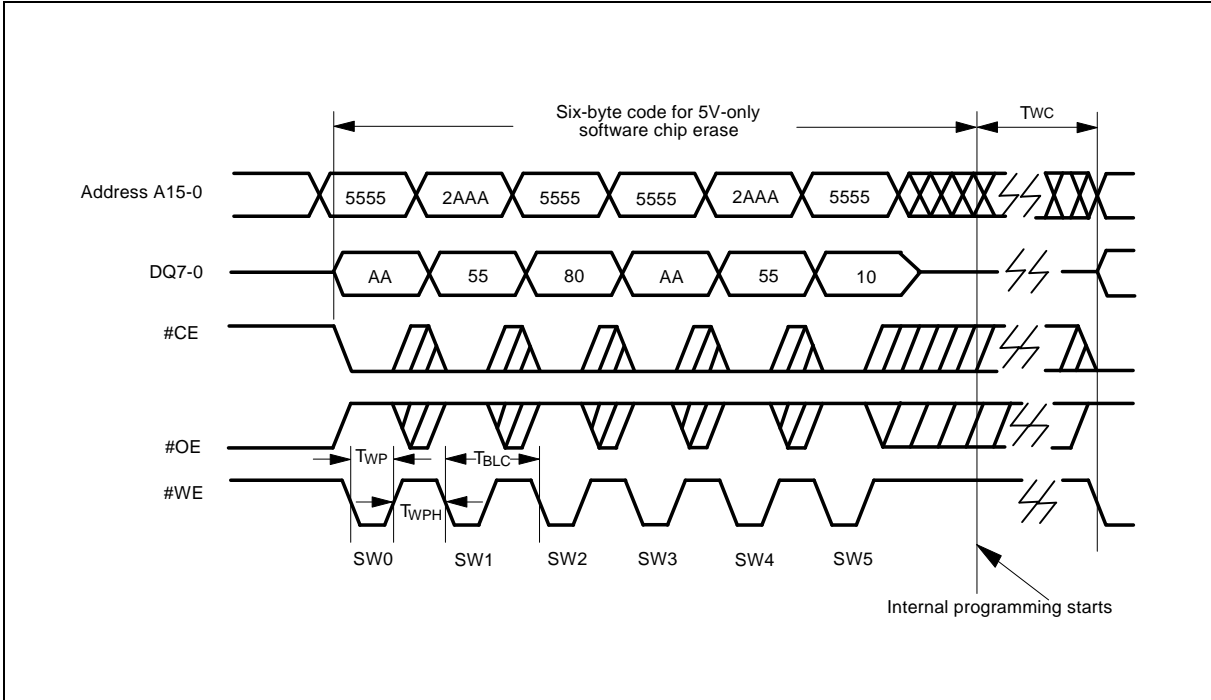 Six-byte code for 5V-only
software chip erase
TWC
Address A15-0
5555
2AAA
5555
5555
2AAA
5555
DQ7-0
AA
55
80
AA
55
10
#CE
#OE
TWP
TBLC
#WE
TWPH
SW0
SW1
SW2
SW3
SW4
SW5
Internal programming starts